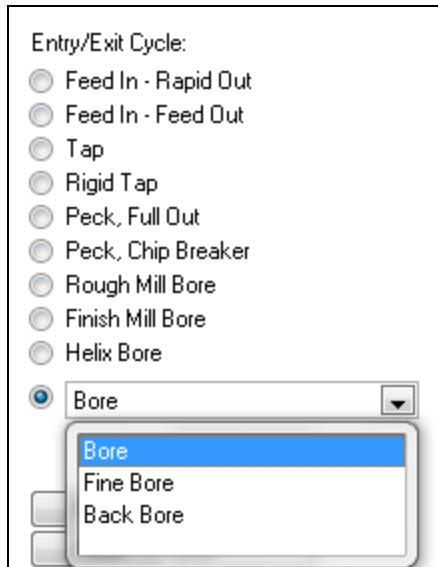 Entry/Exit Cycle:
Feed In - Rapid Out
Feed In - Feed Out
Tap
Rigid Tap
Peck, Full Out
Peck, Chip Breaker
Rough Mill Bore
Finish Mill Bore
Helix Bore
Bore
Bore
Fine Bore
Back Bore